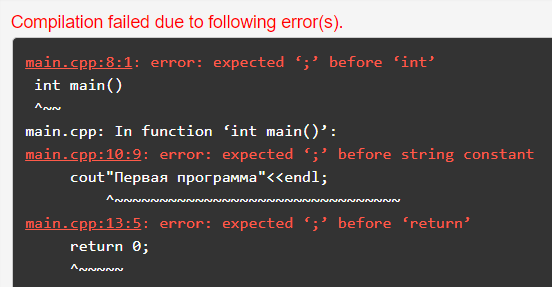 Compilation failed due to following error(s).
main.cpp:8:1: error: expected ‘;’ before ‘int’
int main()
^~~
main.cpp: In function ‘int main()’:
main.cpp:10:9: error: expected ‘;’ before string constant
cout"Первая программа"<<endl;
^~~~~~~~~~~~~~~~~~~~~~~~~~~~~~~~~
main.cpp:13:5: error: expected ‘;’ before ‘return’
return 0;
^~~~~~